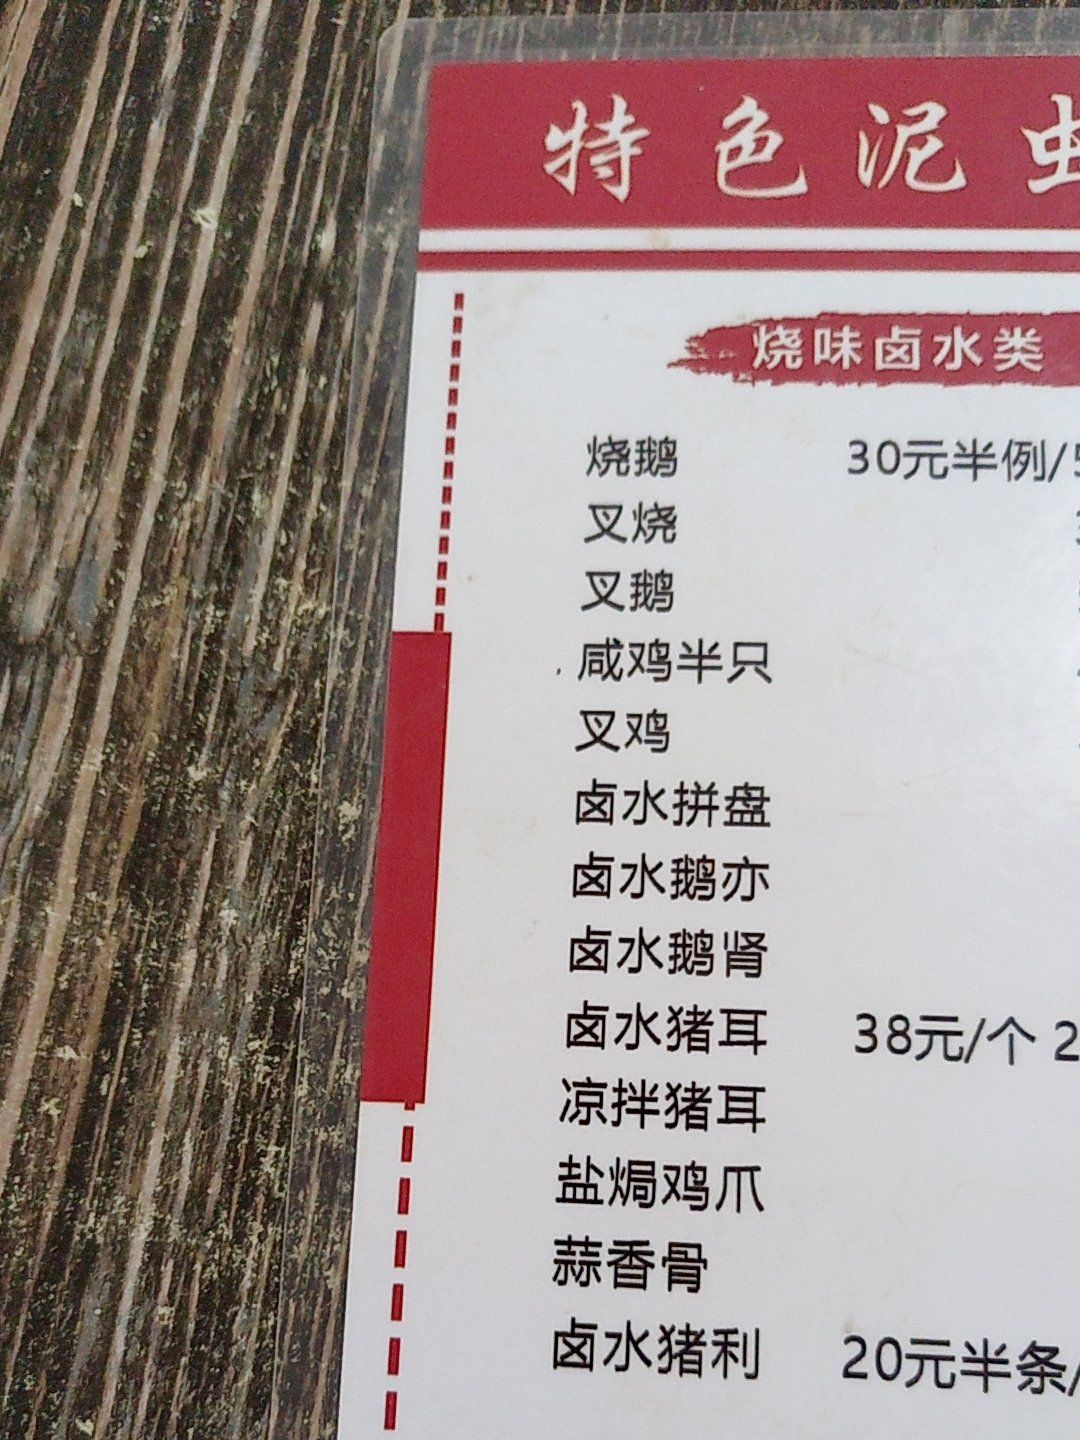 特色泥虫
烧味卤水类
烧鹅 30元半例/5
叉烧
叉鹅
咸鸡半只
叉鸡
卤水拼盘
卤水鹅亦
卤水鹅肾
卤水猪耳 38元/个 2
凉拌猪耳
盐焗鸡爪
蒜香骨
卤水猪利 20元半条/